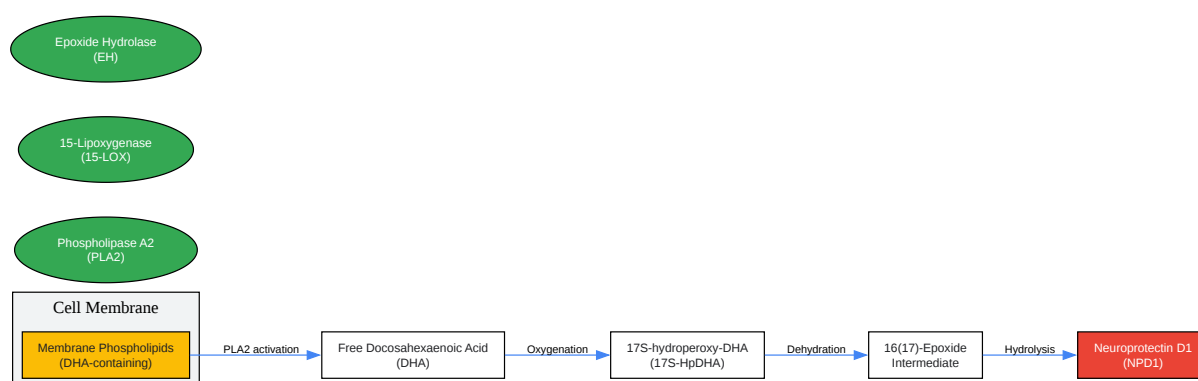 Epoxide Hydrolase
(EH)
15-Lipoxygenase
(15-LOX)
Phospholipase A2
(PLA2)
Cell Membrane
Membrane Phospholipids
(DHA-containing)
PLA2 activation
Free Docosahexaenoic Acid
(DHA)
Oxygenation
17S-hydroperoxy-DHA
(17S-HpDHA)
Dehydration
16(17)-Epoxide
Intermediate
Hydrolysis
Neuroprotectin D1
(NPD1)